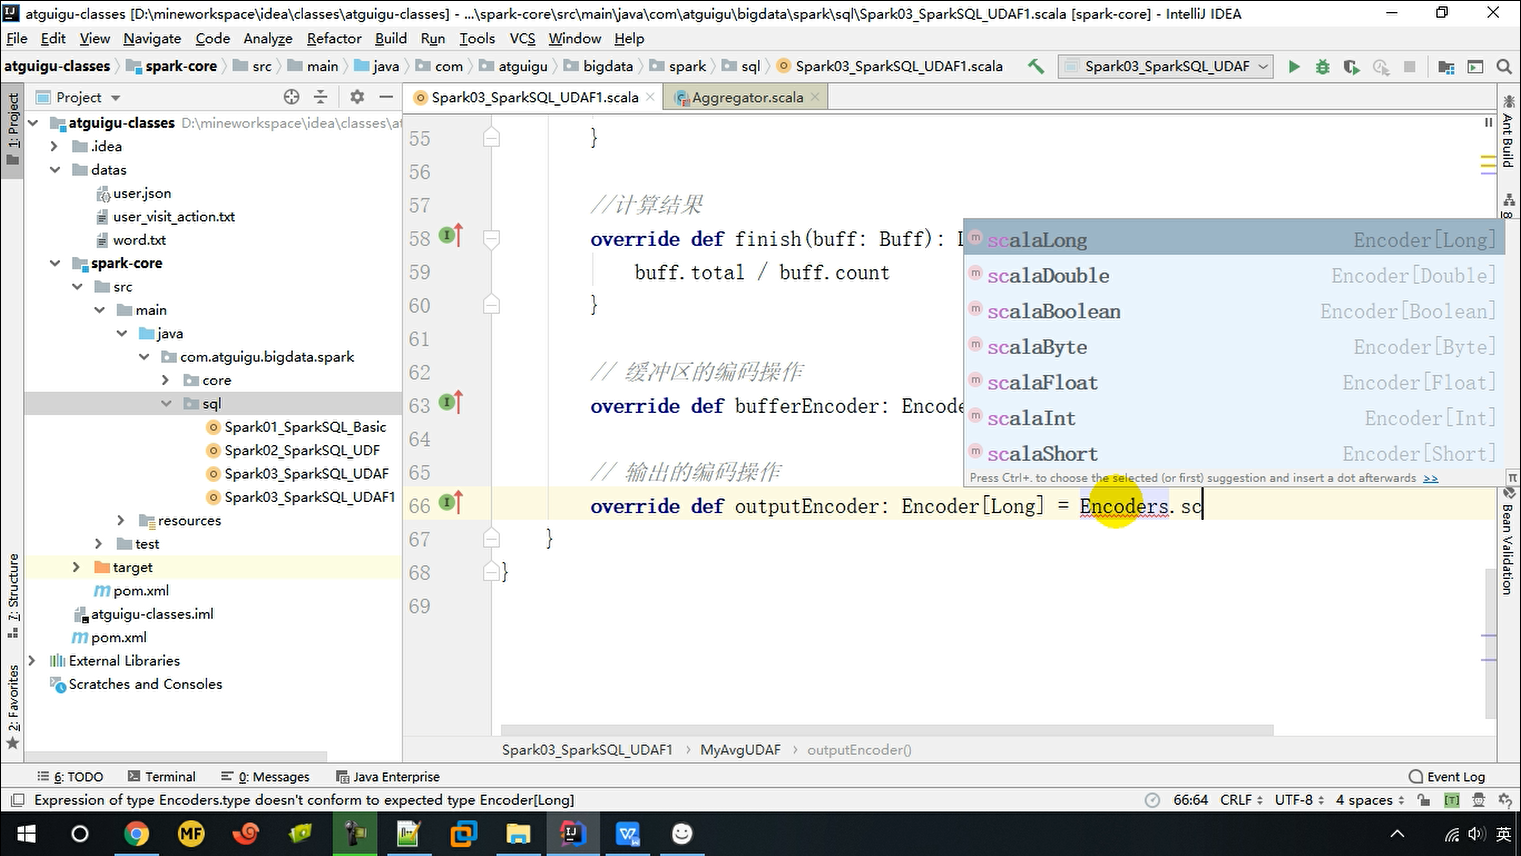 atguigu-classes [D:\mineworkspace\idea\classes\atguigu-classes] - ...\spark-core\src\main\java\com\atguigu\bigdata\spark\sql\Spark03_SparkSQL_UDAF1.scala [spark-core] - IntelliJ IDEA
File Edit View Navigate Code Analyze Refactor Build Run Tools VCS Window Help
atguigu-classes spark-core src main java com atguigu bigdata spark sql Spark03_SparkSQL_UDAF1.scala Spark03_SparkSQL_UDAF
1: Project
Project
Spark03_SparkSQL_UDAF1.scala Aggregator.scala
Ant Build
atguigu-classes D:\mineworkspace\idea\classes\at
.idea
datas
user.json
user_visit_action.txt
word.txt
spark-core
src
main
java
com.atguigu.bigdata.spark
core
sql
Spark01_SparkSQL_Basic
Spark02_SparkSQL_UDF
Spark03_SparkSQL_UDAF
Spark03_SparkSQL_UDAF1
resources
test
target
pom.xml
atguigu-classes.iml
pom.xml
External Libraries
Scratches and Consoles
7: Structure
2: Favorites
55 }
56
57 //计算结果
58 override def finish(buff: Buff): L
59 buff.total / buff.count
60 }
61
62 // 缓冲区的编码操作
63 override def bufferEncoder: Encode
64
65 // 输出的编码操作
66 override def outputEncoder: Encoder[Long] = Encoders.sc
67 }
68 }
69
scalaLong Encoder[Long]
scalaDouble Encoder[Double]
scalaBoolean Encoder[Boolean]
scalaByte Encoder[Byte]
scalaFloat Encoder[Float]
scalaInt Encoder[Int]
scalaShort Encoder[Short]
Press Ctrl+. to choose the selected (or first) suggestion and insert a dot afterwards >>
Bean Validation
Spark03_SparkSQL_UDAF1 MyAvgUDAF outputEncoder()
6: TODO Terminal 0: Messages Java Enterprise Event Log
Expression of type Encoders.type doesn't conform to expected type Encoder[Long] 66:64 CRLF UTF-8 4 spaces [T]
MF 英